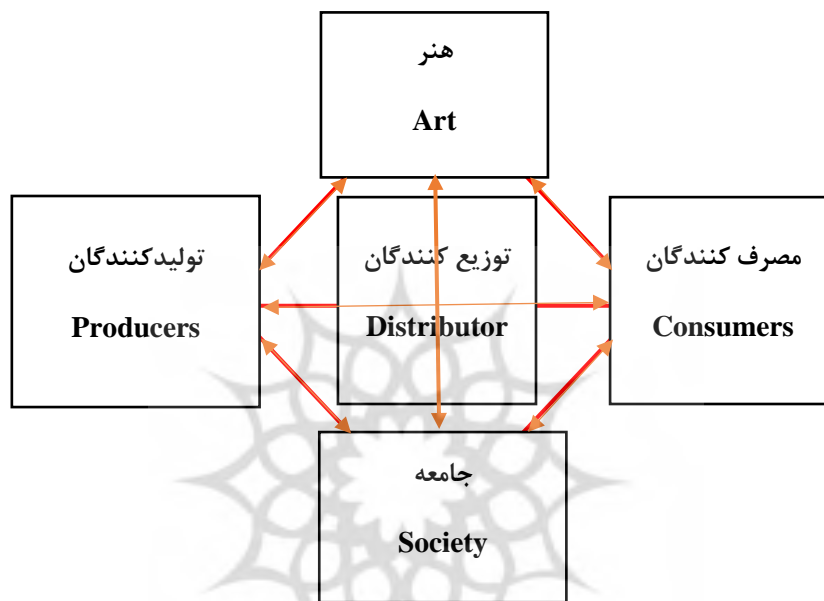 هنر
Art
تولیدکنندگان
Producers
توزیع کنندگان
Distributor
مصرف کنندگان
Consumers
جامعه
Society